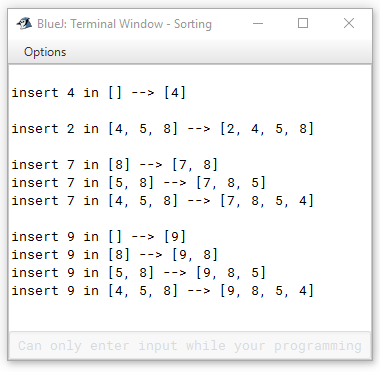 BlueJ: Terminal Window - Sorting
Options
insert 4 in [] --> [4]
insert 2 in [4, 5, 8] --> [2, 4, 5, 8]
insert 7 in [8] --> [7, 8]
insert 7 in [5, 8] --> [7, 8, 5]
insert 7 in [4, 5, 8] --> [7, 8, 5, 4]
insert 9 in [] --> [9]
insert 9 in [8] --> [9, 8]
insert 9 in [5, 8] --> [9, 8, 5]
insert 9 in [4, 5, 8] --> [9, 8, 5, 4]
Can only enter input while your programming